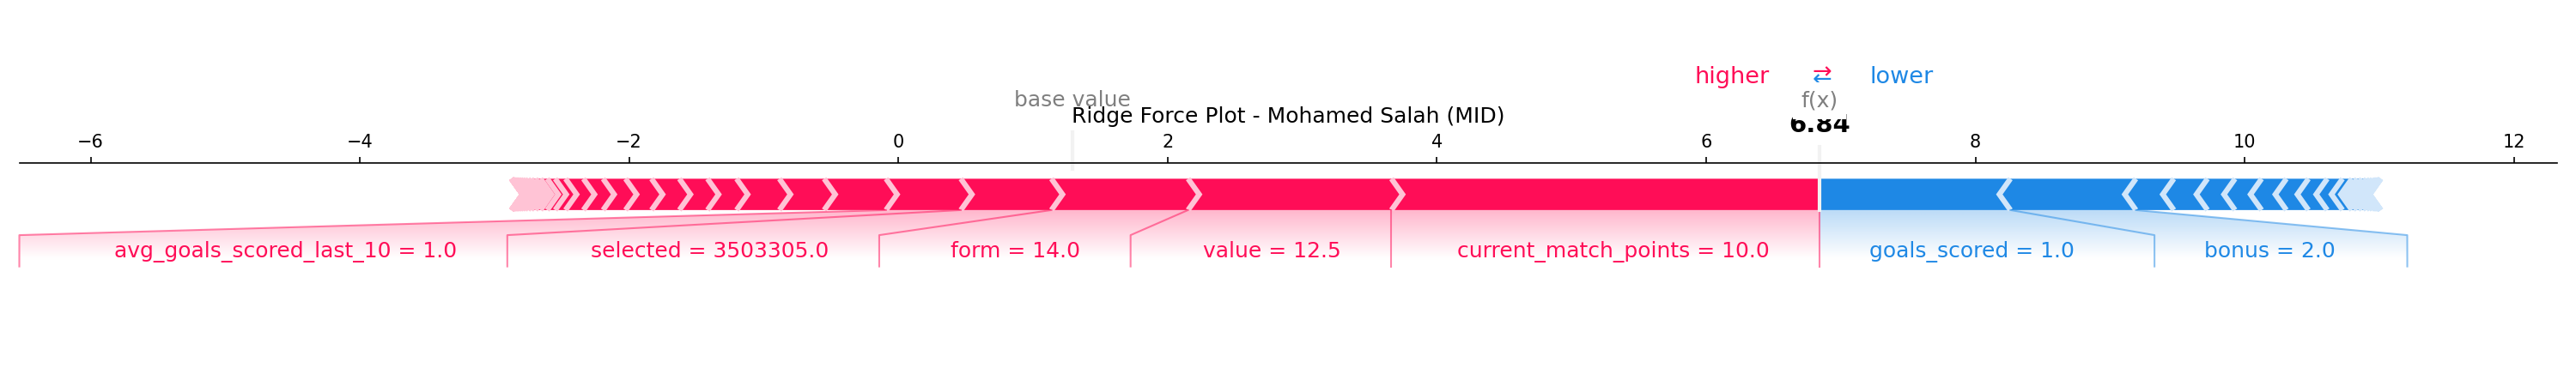 higher ⇄ lower
base value f(x)
Ridge Force Plot - Mohamed Salah (MID)
6.84
−6 −4 −2 0 2 4 6 8 10 12
avg_goals_scored_last_10 = 1.0 selected = 3503305.0 form = 14.0 value = 12.5 current_match_points = 10.0 goals_scored = 1.0 bonus = 2.0